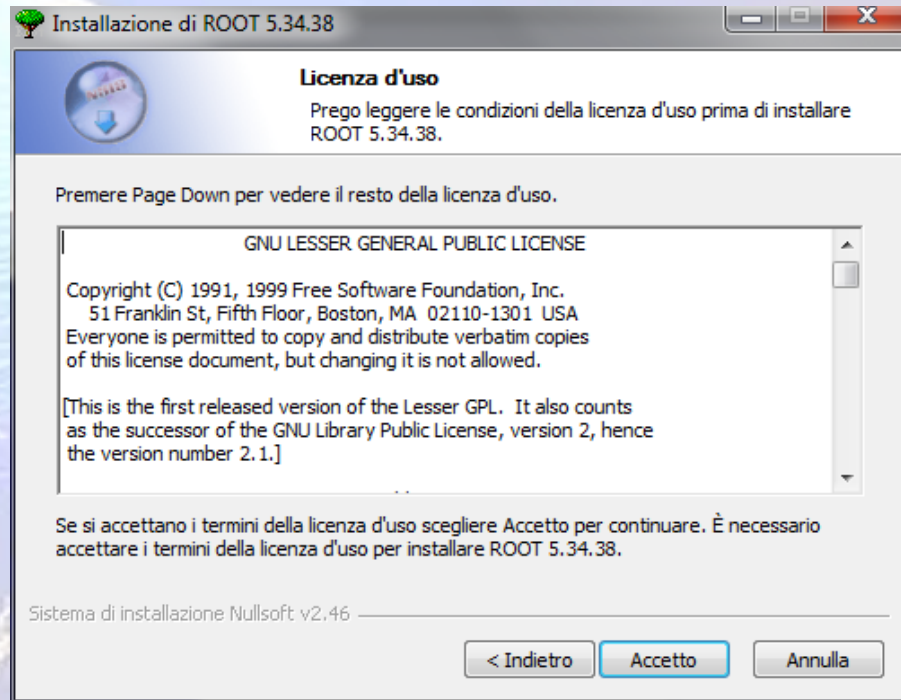 Installazione di ROOT 5.34.38
Licenza d'uso
Prego leggere le condizioni della licenza d'uso prima di installare
ROOT 5.34.38.
Premere Page Down per vedere il resto della licenza d'uso.
GNU LESSER GENERAL PUBLIC LICENSE
Copyright (C) 1991, 1999 Free Software Foundation, Inc.
51 Franklin St, Fifth Floor, Boston, MA 02110-1301 USA
Everyone is permitted to copy and distribute verbatim copies
of this license document, but changing it is not allowed.
[This is the first released version of the Lesser GPL. It also counts
as the successor of the GNU Library Public License, version 2, hence
the version number 2.1.]
Se si accettano i termini della licenza d'uso scegliere Accetto per continuare. È necessario
accettare i termini della licenza d'uso per installare ROOT 5.34.38.
Sistema di installazione Nullsoft v2.46
< Indietro Accetto Annulla